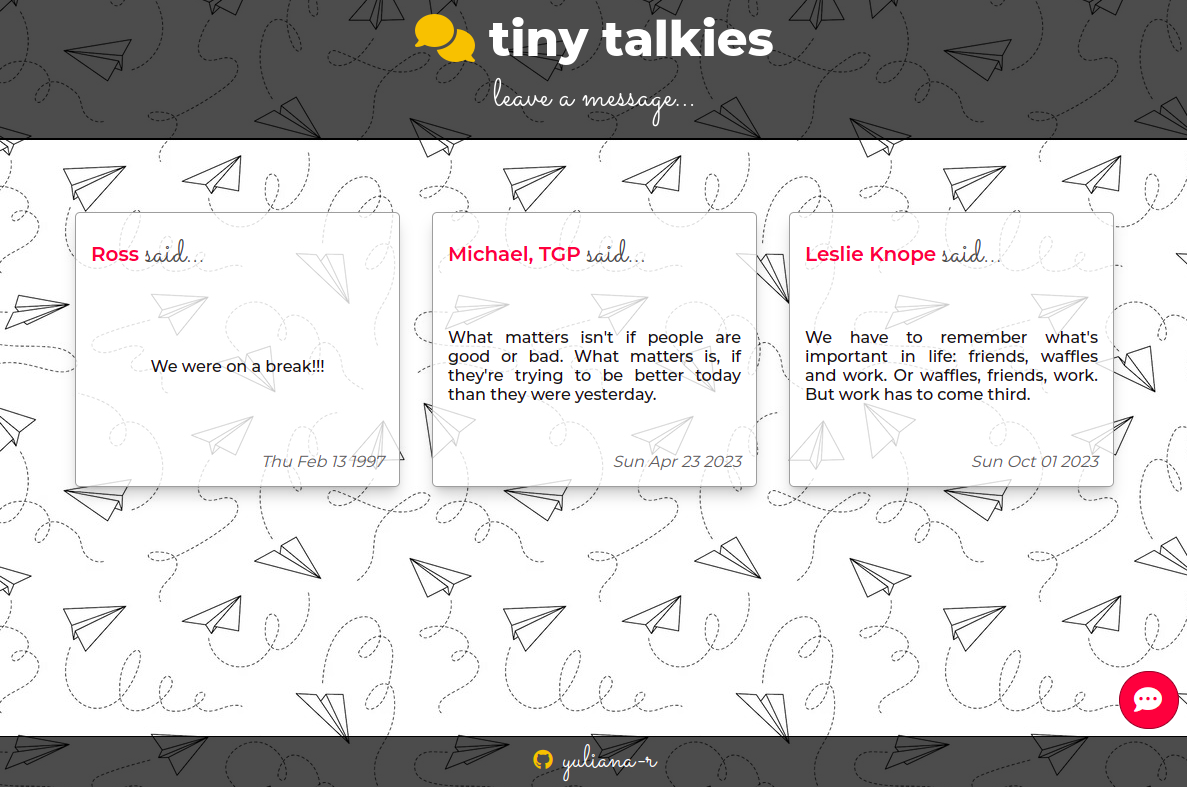 tiny talkies
leave a message...
Ross said...
We were on a break!!!
Thu Feb 13 1997
Michael, TGP said...
What matters isn't if people are
good or bad. What matters is, if
they're trying to be better today
than they were yesterday.
Sun Apr 23 2023
Leslie Knope said...
We have to remember what's
important in life: friends, waffles
and work. Or waffles, friends, work.
But work has to come third.
Sun Oct 01 2023
yuliana-r